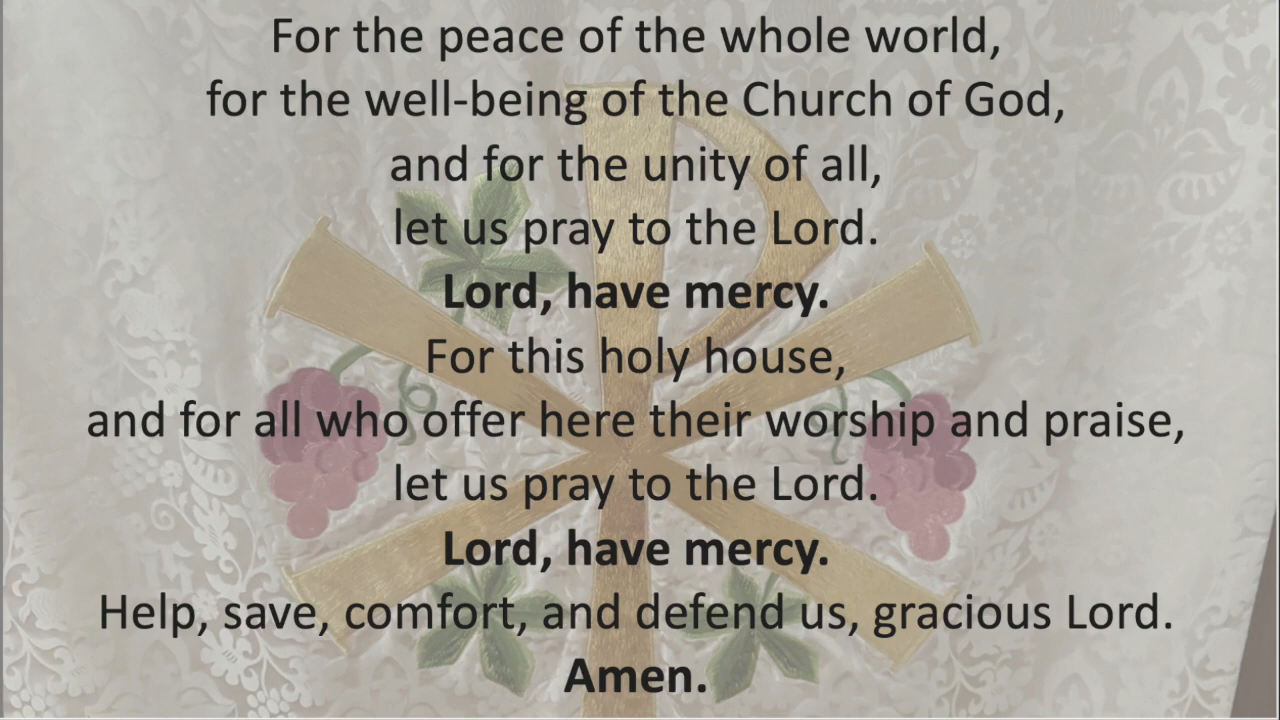 For the peace of the whole world,
for the well-being of the Church of God,
and for the unity of all,
let us pray to the Lord.
Lord, have mercy.
For this holy house,
and for all who offer here their worship and praise,
let us pray to the Lord.
Lord, have mercy.
Help, save, comfort, and defend us, gracious Lord.
Amen.